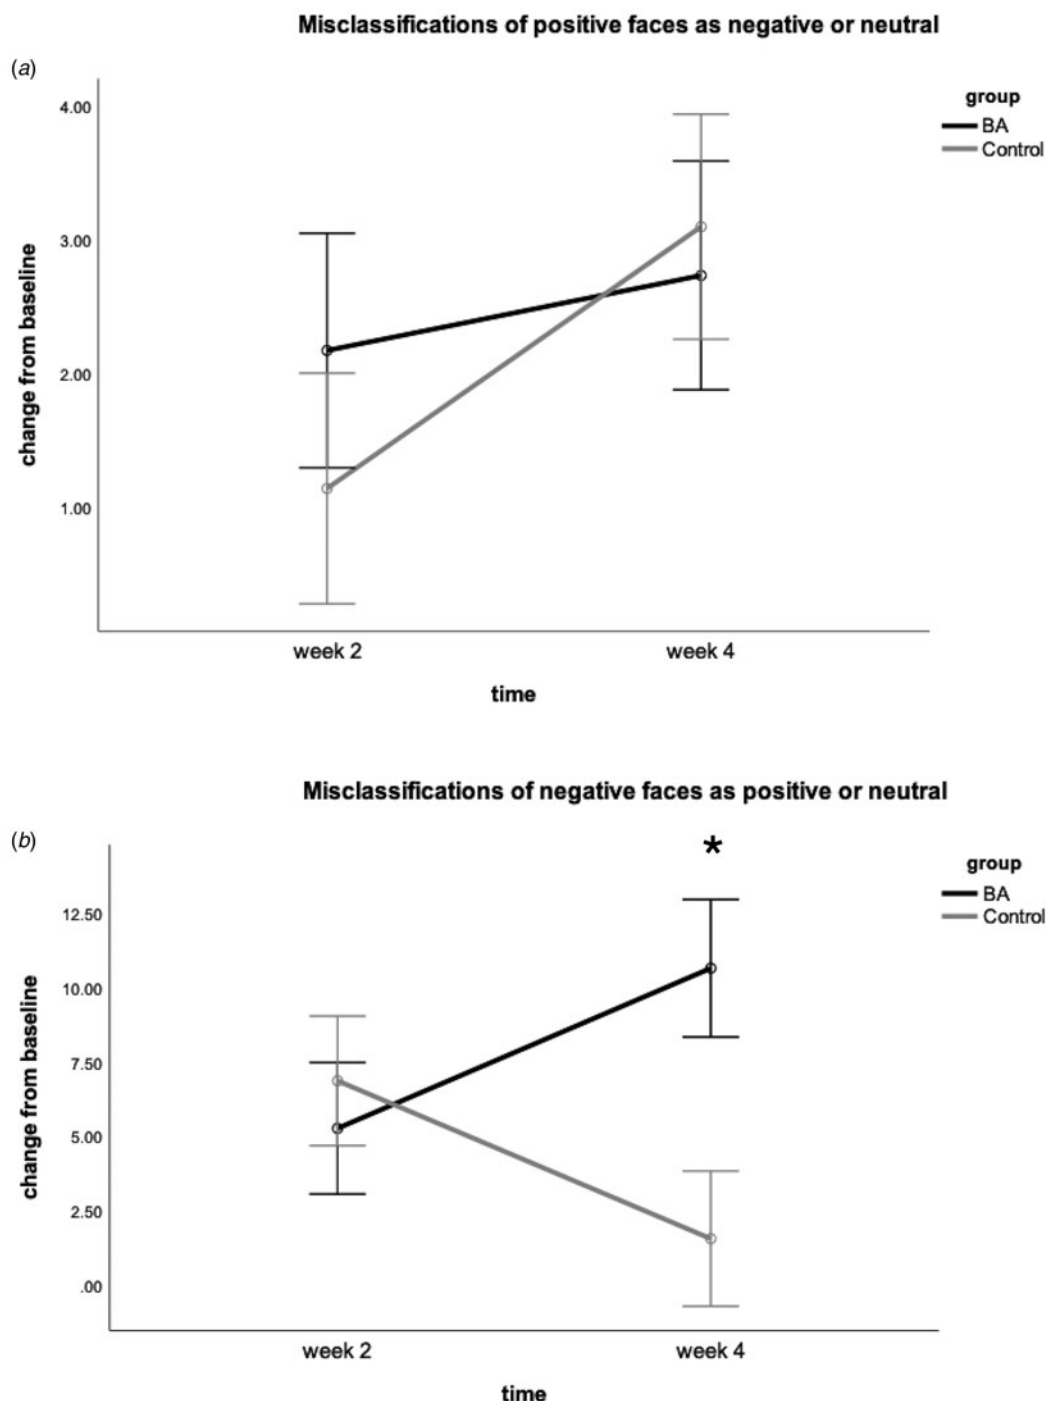 Misclassifications of positive faces as negative or neutral
(a)
group
BA
Control
4.00
3.00
2.00
1.00
change from baseline
week 2
week 4
time
Misclassifications of negative faces as positive or neutral
(b)
*
group
BA
Control
12.50
10.00
7.50
5.00
2.50
.00
change from baseline
week 2
week 4
time